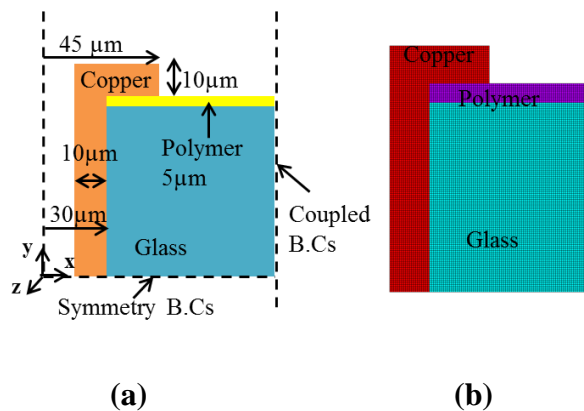 45 µm
Copper
10µm
Polymer
5µm
10µm
30µm
Glass
Coupled
B.Cs
y
x
z
Symmetry B.Cs
(a)
Copper
Polymer
Glass
(b)